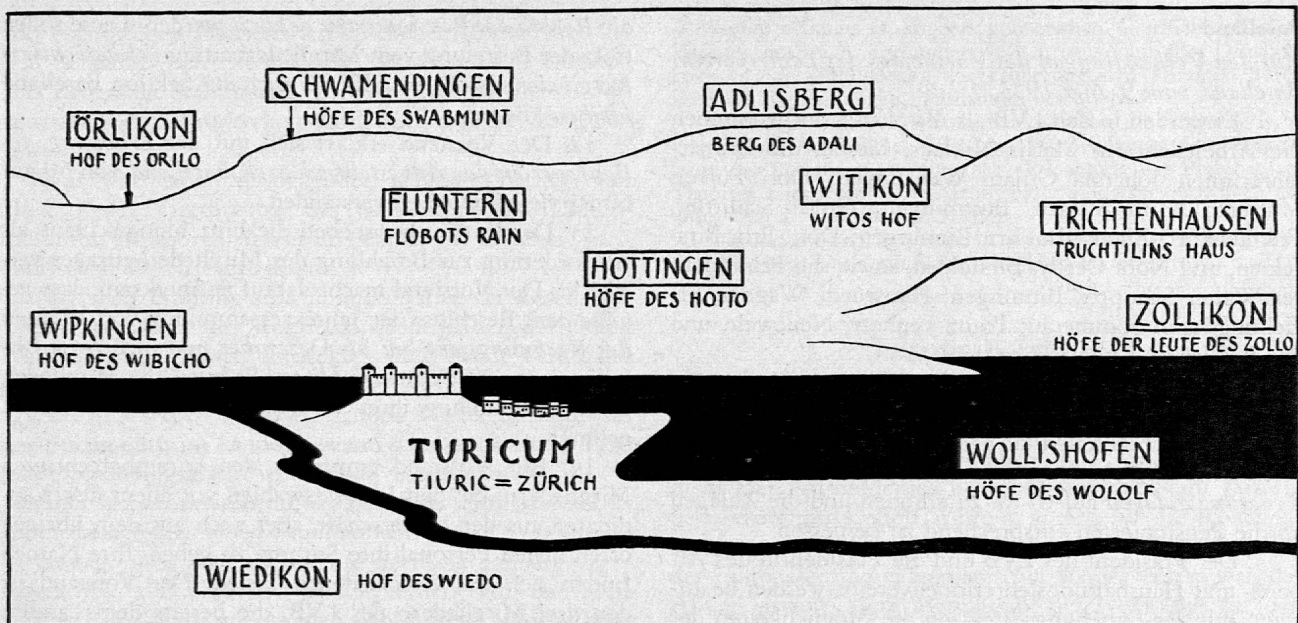 SCHWAMENDINGEN
HÖFE DES SWABMUNT
ADLISBERG
BERG DES ADALI
ÖRLIKON
HOF DES ORILO
FLUNTERN
FLOBOTS RAIN
WITIKON
WITOS HOF
TRICHTENHAUSEN
TRUCHTLINS HAUS
HOTTINGEN
HÖFE DES HOTTO
WIPKINGEN
HOF DES WIBICHO
ZOLLIKON
HÖFE DER LEUTE DES ZOLLO
TURICUM
TIURIC = ZÜRICH
WOLLISHOFEN
HÖFE DES WOLOLF
WIEDIKON HOF DES WIEDO